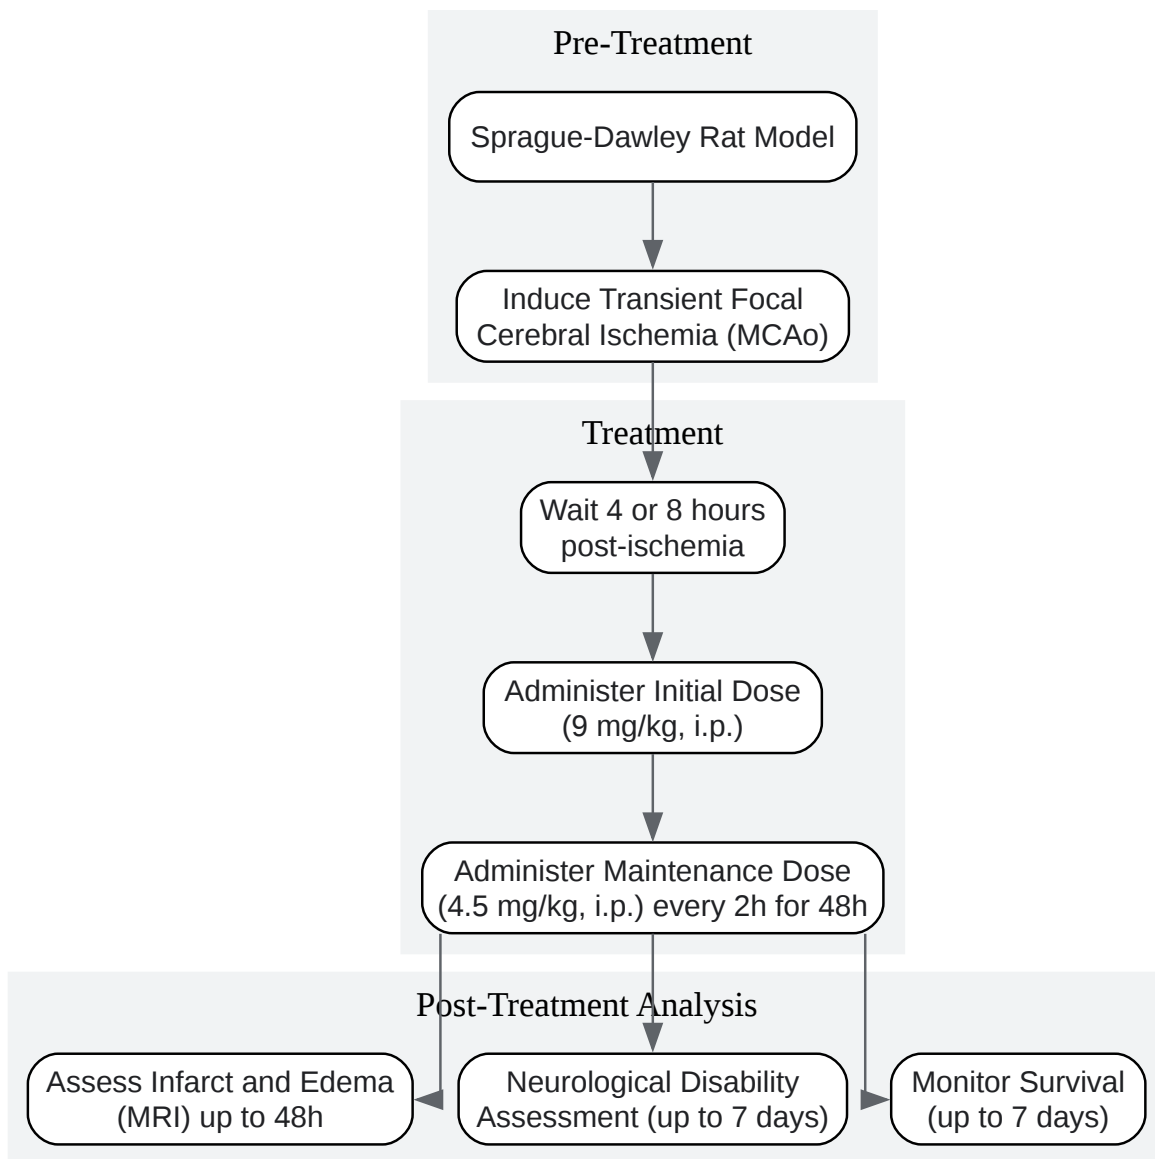 Pre-Treatment
Sprague-Dawley Rat Model
Induce Transient Focal
Cerebral Ischemia (MCAo)
Treatment
Wait 4 or 8 hours
post-ischemia
Administer Initial Dose
(9 mg/kg, i.p.)
Administer Maintenance Dose
(4.5 mg/kg, i.p.) every 2h for 48h
Post-Treatment Analysis
Assess Infarct and Edema
(MRI) up to 48h
Neurological Disability
Assessment (up to 7 days)
Monitor Survival
(up to 7 days)